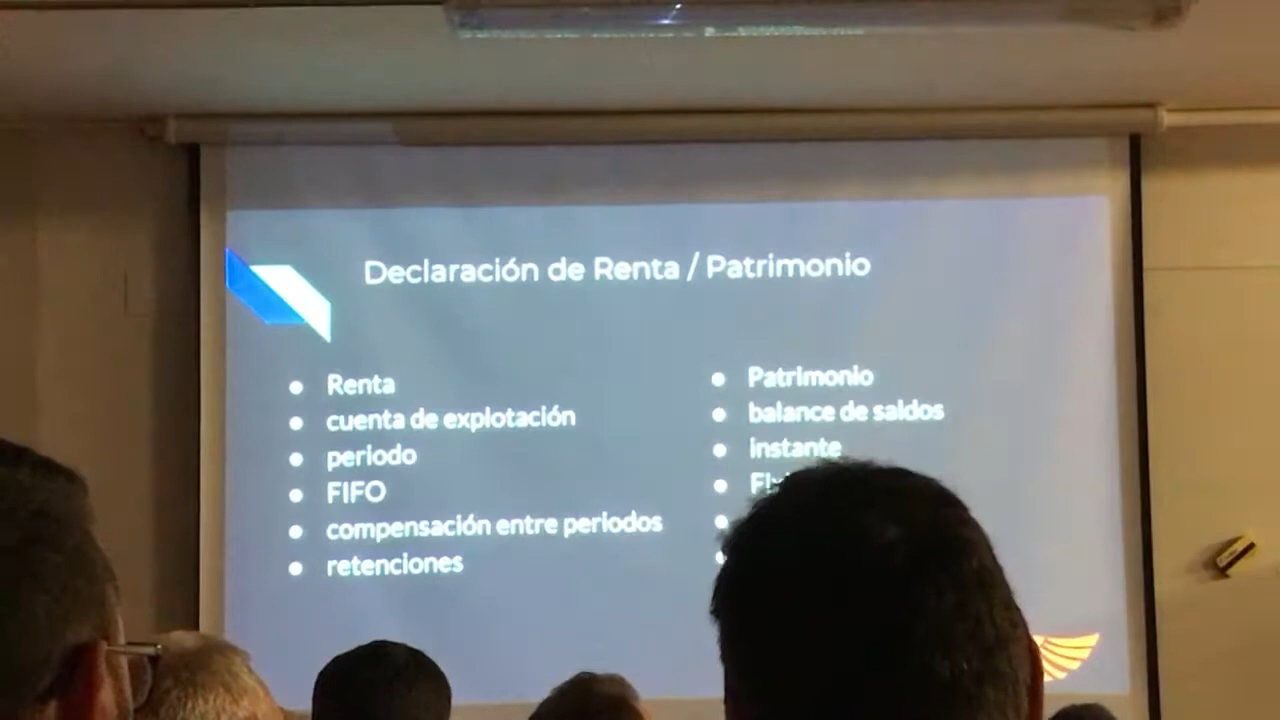 Declaración de Renta / Patrimonio
Renta
cuenta de explotación
periodo
FIFO
compensación entre periodos
retenciones
Patrimonio
balance de saldos
instante